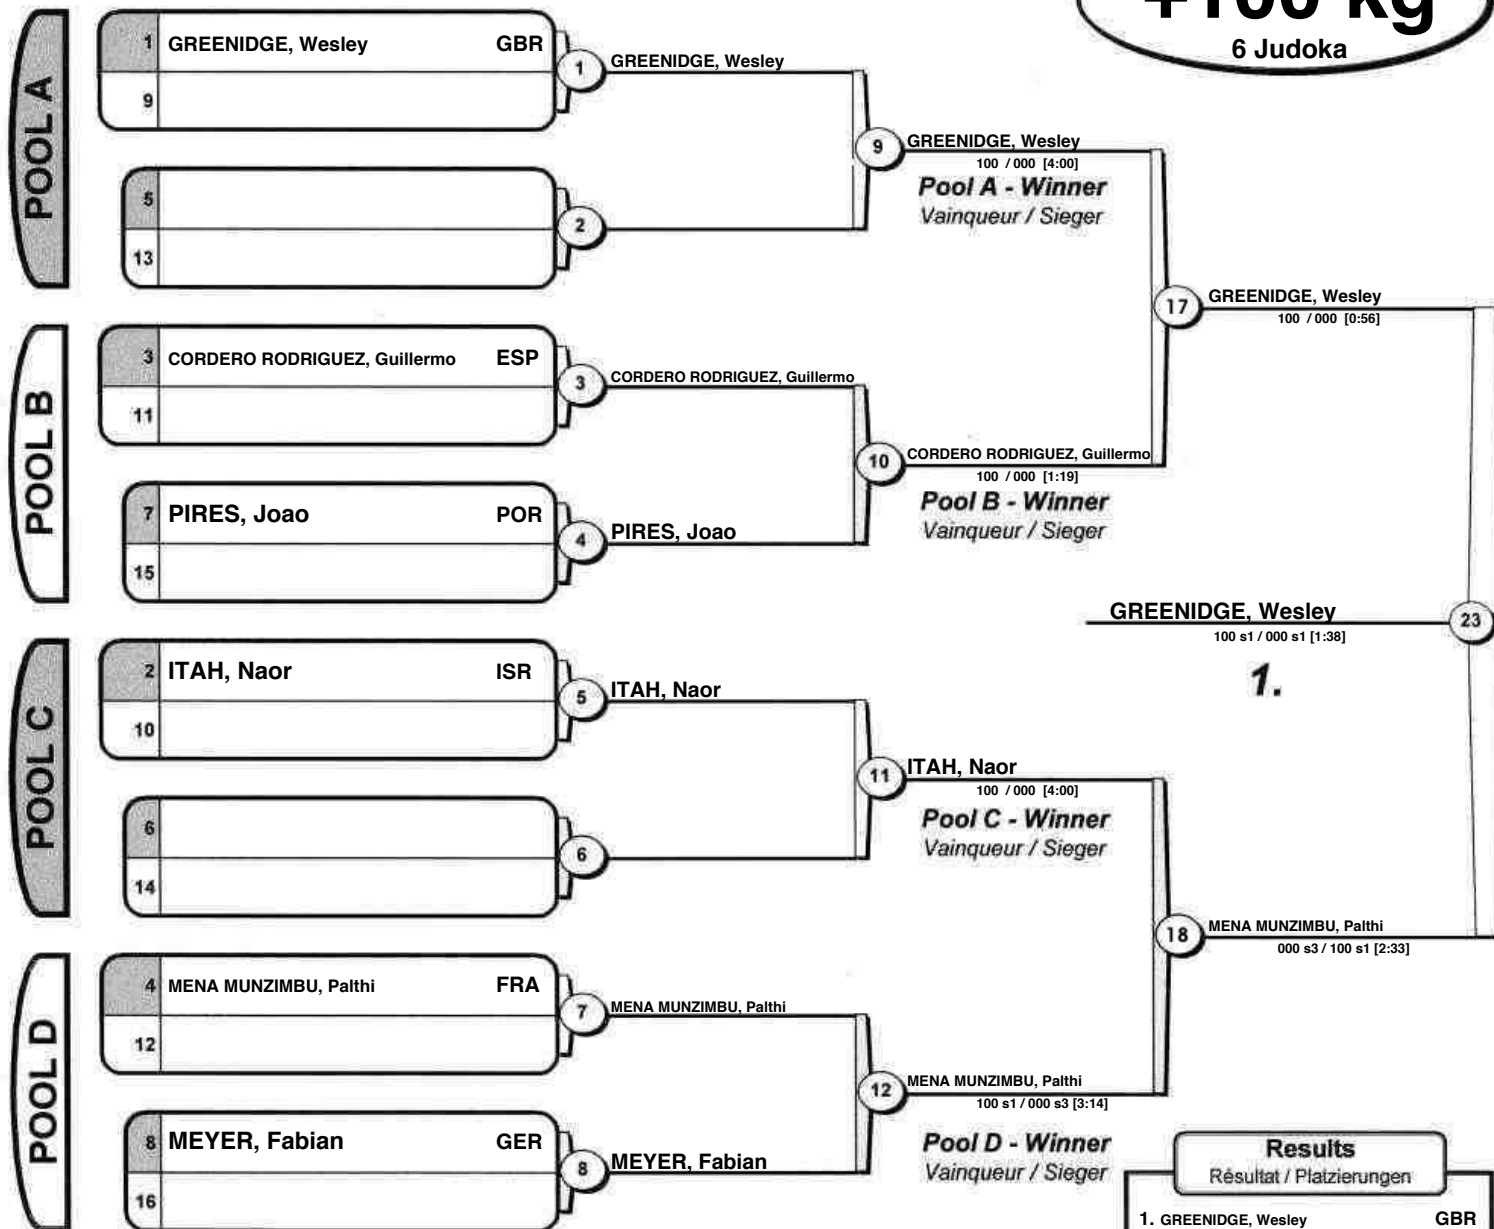 +100 kg
6 Judoka
POOL A
1 GREENIDGE, Wesley GBR
9
1 GREENIDGE, Wesley
5
13
2
9 GREENIDGE, Wesley
100 / 000 [4:00]
Pool A - Winner
Vainqueur / Sieger
POOL B
3 CORDERO RODRIGUEZ, Guillermo ESP
11
3 CORDERO RODRIGUEZ, Guillermo
7 PIRES, Joao POR
15
4 PIRES, Joao
10 CORDERO RODRIGUEZ, Guillermo
100 / 000 [1:19]
Pool B - Winner
Vainqueur / Sieger
17 GREENIDGE, Wesley
100 / 000 [0:56]
GREENIDGE, Wesley 23
100 s1 / 000 s1 [1:38]
1.
POOL C
2 ITAH, Naor ISR
10
5 ITAH, Naor
6
14
6
11 ITAH, Naor
100 / 000 [4:00]
Pool C - Winner
Vainqueur / Sieger
18 MENA MUNZIMBU, Palthi
000 s3 / 100 s1 [2:33]
POOL D
4 MENA MUNZIMBU, Palthi FRA
12
7 MENA MUNZIMBU, Palthi
8 MEYER, Fabian GER
16
8 MEYER, Fabian
12 MENA MUNZIMBU, Palthi
100 s1 / 000 s3 [3:14]
Pool D - Winner
Vainqueur / Sieger
Results
Résultat / Platzierungen
1. GREENIDGE, Wesley GBR